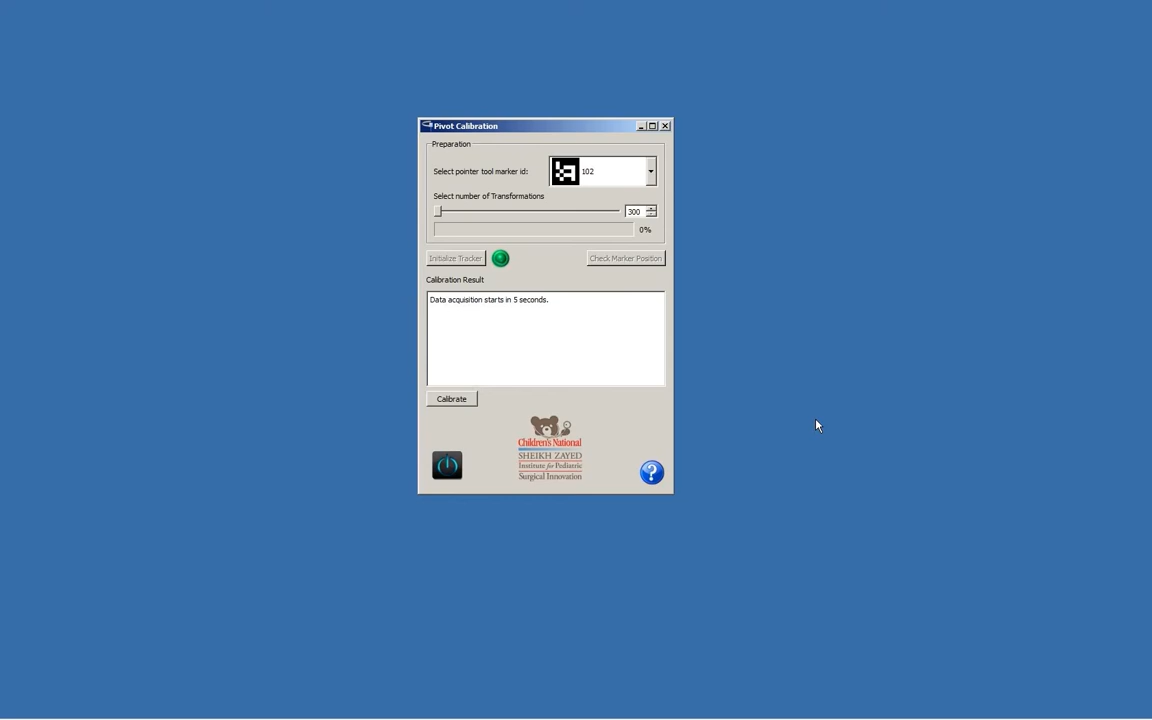 Pivot Calibration
Preparation
Select pointer tool marker id:
102
Select number of Transformations
300
0%
Initialize Tracker
Check Marker Position
Calibration Result
Data acquisition starts in 5 seconds.
Calibrate
Children's National
SHEIKH ZAYED
Institute for Pediatric
Surgical Innovation
?